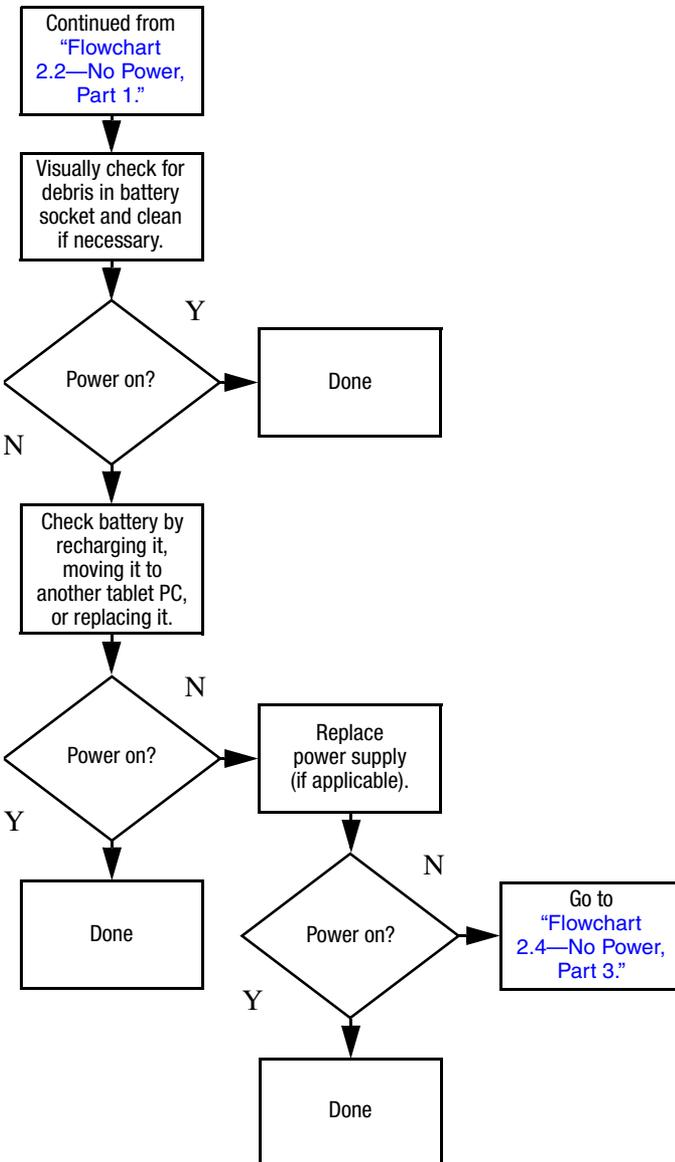 Continued from
“Flowchart
2.2—No Power,
Part 1.”
Visually check for
debris in battery
socket and clean
if necessary.
Y
Power on?
Done
N
Check battery by
recharging it,
moving it to
another tablet PC,
or replacing it.
N
Power on?
Replace
power supply
(if applicable).
Y
Done
N
Power on?
Go to
“Flowchart
2.4—No Power,
Part 3.”
Y
Done